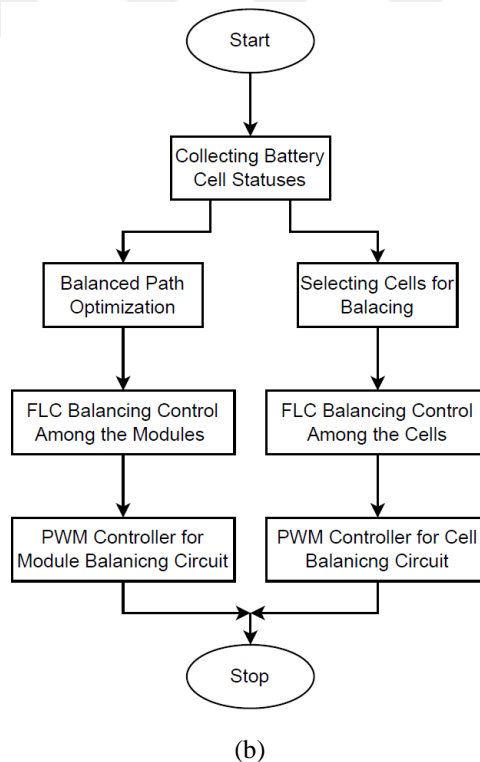 Start
Collecting Battery
Cell Statuses
Balanced Path
Optimization
Selecting Cells for
Balacing
FLC Balancing Control
Among the Modules
FLC Balancing Control
Among the Cells
PWM Controller for
Module Balanicng Circuit
PWM Controller for Cell
Balanicng Circuit
Stop
(b)